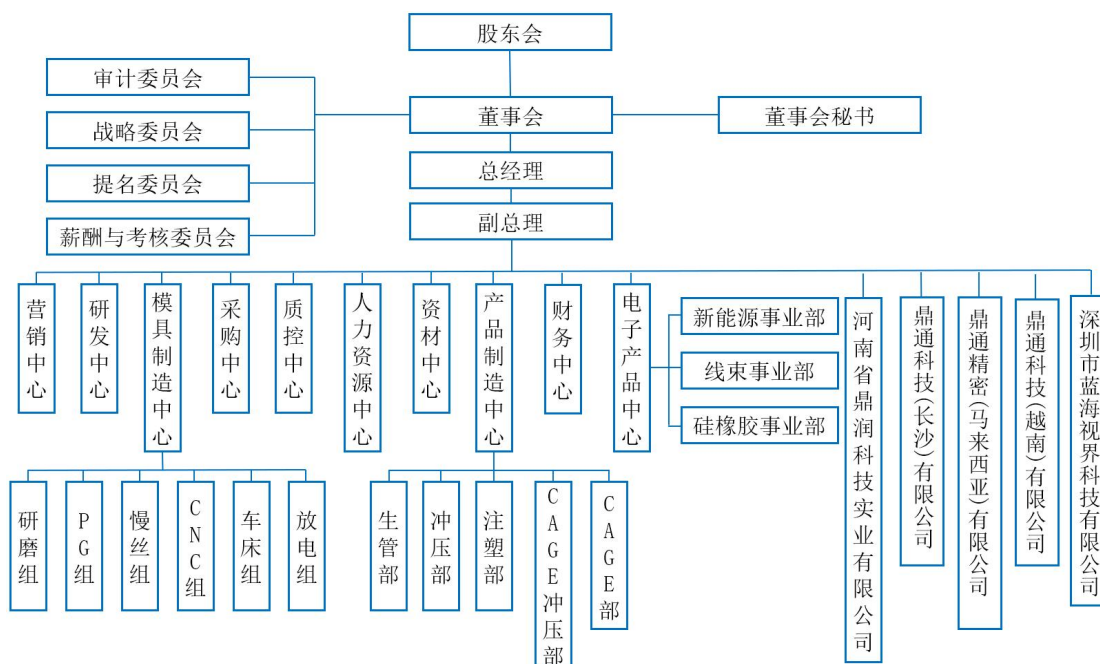 股东会
审计委员会
战略委员会
提名委员会
薪酬与考核委员会
董事会
董事会秘书
总经理
副总理
营销中心
研发中心
模具制造中心
采购中心
质控中心
人力资源中心
资材中心
产品制造中心
财务中心
电子产品中心
新能源事业部
线束事业部
硅橡胶事业部
河南省鼎润科技实业有限公司
鼎通科技(长沙)有限公司
鼎通精密(马来西亚)有限公司
鼎通科技(越南)有限公司
深圳市蓝海视界科技有限公司
研磨组
PG组
慢丝组
CNC组
车床组
放电组
生管部
冲压部
注塑部
CAGE冲压部
CAGE部